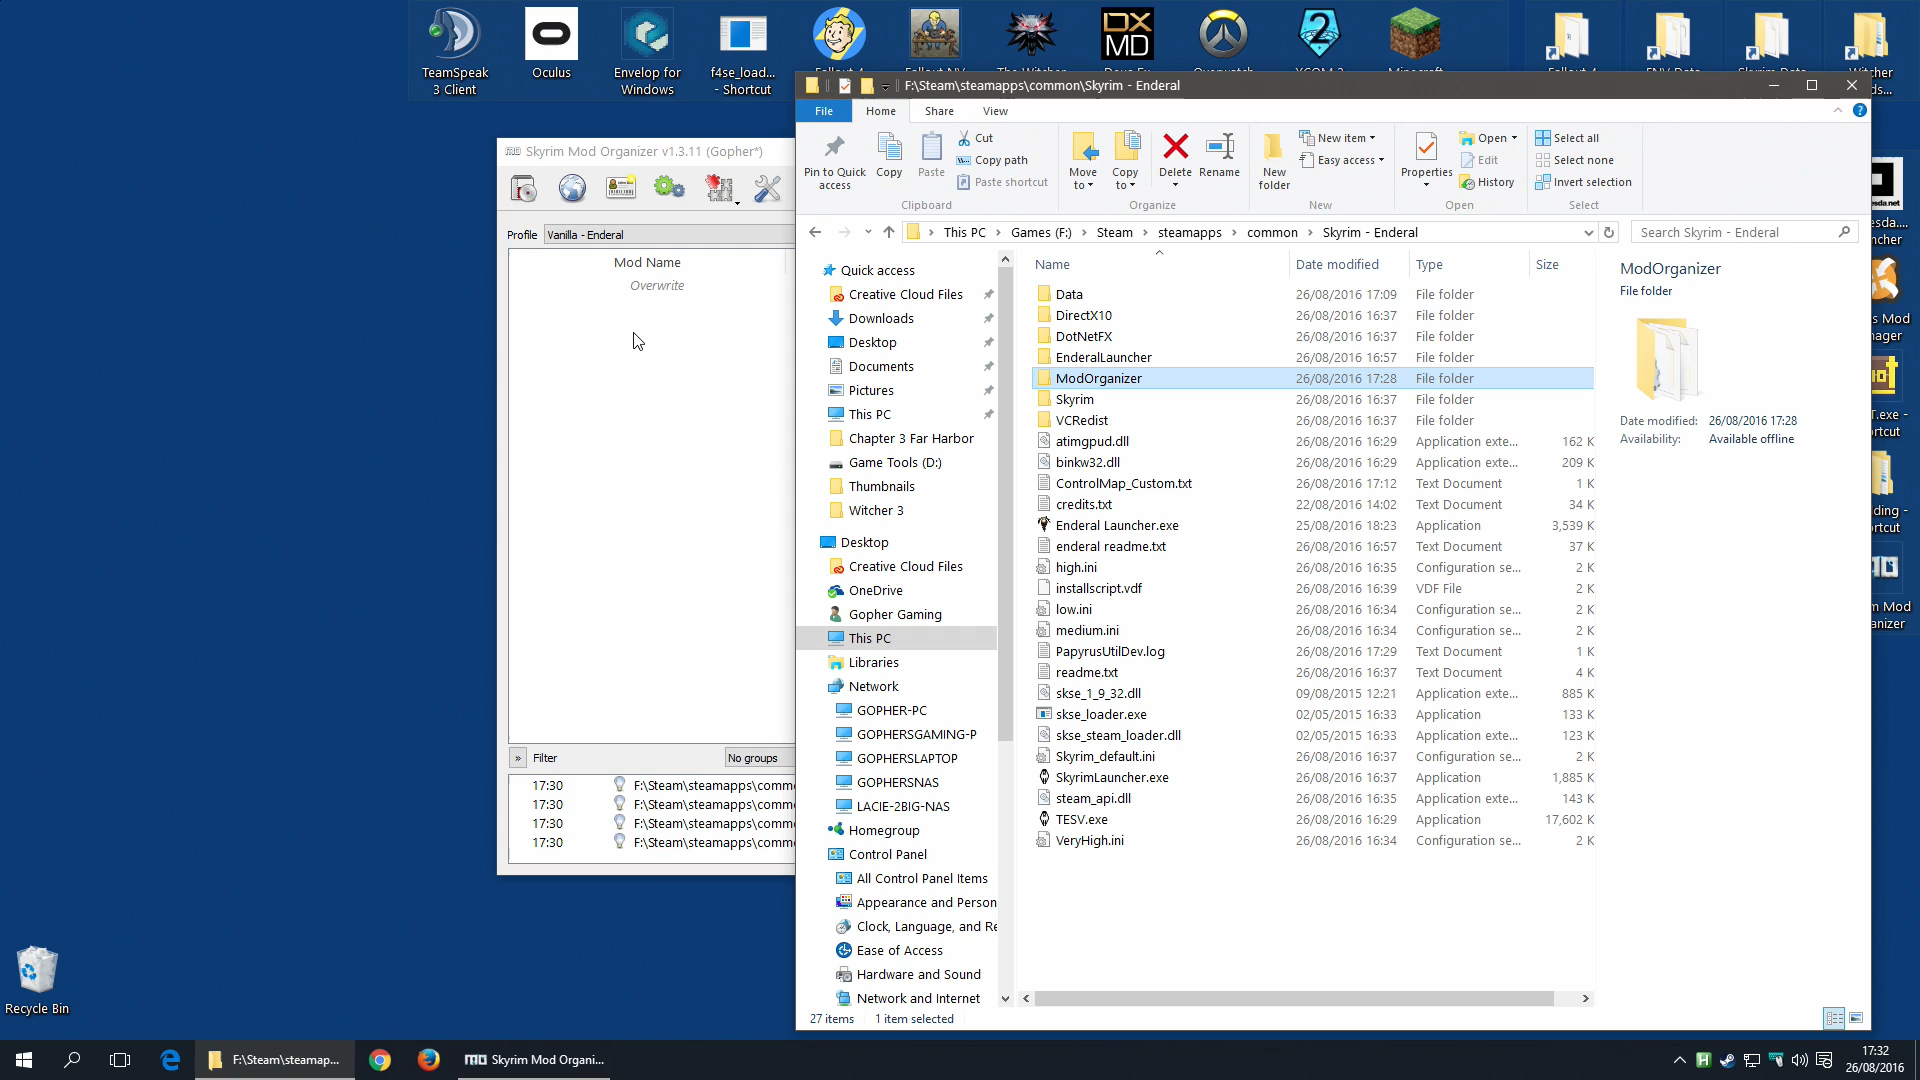 TeamSpeak
3 Client
Oculus
Envelop for
Windows
f4se_load...
- Shortcut
DX
MD
Fallout 4
F:\Steam\steamapps\common\Skyrim - Enderal
File
Home
Share
View
Pin to Quick
access
Copy
Paste
Cut
Copy path
Paste shortcut
Clipboard
Move
to
Copy
to
Delete
Rename
Organize
New
folder
New item
Easy access
New
Properties
Open
Edit
History
Open
Select all
Select none
Invert selection
Select
This PC
Games (F:)
Steam
steamapps
common
Skyrim - Enderal
Search Skyrim - Enderal
Skyrim Mod Organizer v1.3.11 (Gopher*)
Profile
Vanilla - Enderal
Mod Name
Overwrite
Filter
No groups
17:30 F:\Steam\steamapps\comm
17:30 F:\Steam\steamapps\comm
17:30 F:\Steam\steamapps\comm
17:30 F:\Steam\steamapps\comm
Quick access
Creative Cloud Files
Downloads
Desktop
Documents
Pictures
This PC
Chapter 3 Far Harbor
Game Tools (D:)
Thumbnails
Witcher 3
Desktop
Creative Cloud Files
OneDrive
Gopher Gaming
This PC
Libraries
Network
GOPHER-PC
GOPHERSGAMING-P
GOPHERSLAPTOP
GOPHERSNAS
LACIE-2BIG-NAS
Homegroup
Control Panel
All Control Panel Items
Appearance and Person
Clock, Language, and Re
Ease of Access
Hardware and Sound
Network and Internet
Name Date modified Type Size
Data 26/08/2016 17:09 File folder
DirectX10 26/08/2016 16:37 File folder
DotNetFX 26/08/2016 16:37 File folder
EnderalLauncher 26/08/2016 16:57 File folder
ModOrganizer 26/08/2016 17:28 File folder
Skyrim 26/08/2016 16:37 File folder
VCRedist 26/08/2016 16:37 File folder
atimgpud.dll 26/08/2016 16:29 Application exte... 162 K
binkw32.dll 26/08/2016 16:29 Application exte... 209 K
ControlMap_Custom.txt 26/08/2016 17:12 Text Document 1 K
credits.txt 22/08/2016 14:02 Text Document 34 K
Enderal Launcher.exe 25/08/2016 18:23 Application 3,539 K
enderal readme.txt 26/08/2016 16:57 Text Document 37 K
high.ini 26/08/2016 16:35 Configuration se... 2 K
installscript.vdf 26/08/2016 16:39 VDF File 2 K
low.ini 26/08/2016 16:34 Configuration se... 2 K
medium.ini 26/08/2016 16:34 Configuration se... 2 K
PapyrusUtilDev.log 26/08/2016 17:29 Text Document 1 K
readme.txt 26/08/2016 16:37 Text Document 4 K
skse_1_9_32.dll 09/08/2015 12:21 Application exte... 885 K
skse_loader.exe 02/05/2015 16:33 Application 133 K
skse_steam_loader.dll 02/05/2015 16:33 Application exte... 123 K
Skyrim_default.ini 26/08/2016 16:37 Configuration se... 2 K
SkyrimLauncher.exe 26/08/2016 16:37 Application 1,885 K
steam_api.dll 26/08/2016 16:35 Application exte... 143 K
TESV.exe 26/08/2016 16:29 Application 17,602 K
VeryHigh.ini 26/08/2016 16:34 Configuration se... 2 K
ModOrganizer
File folder
Date modified: 26/08/2016 17:28
Availability: Available offline
27 items
1 item selected
Recycle Bin
F:\Steam\steamap...
Skyrim Mod Organi...
17:32
26/08/2016